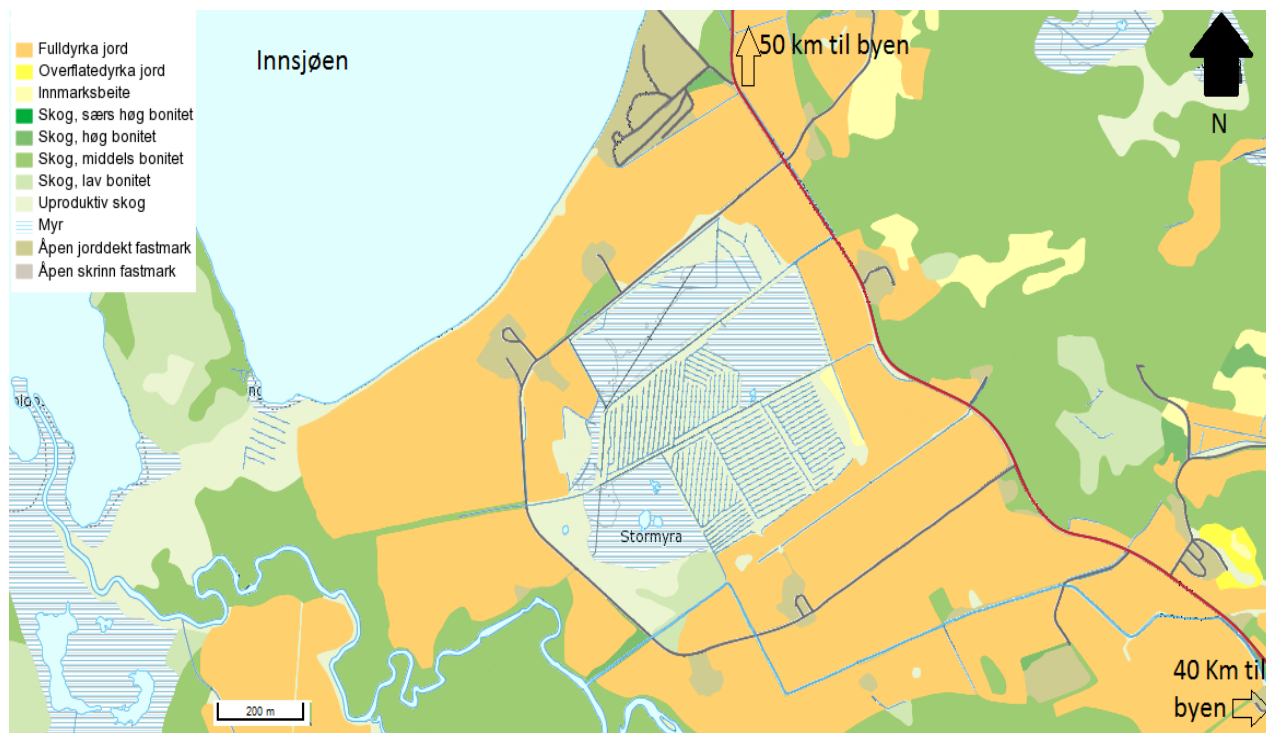 Innsjøen
50 km til byen
N
Fulldyrka jord
Overflatedyrka jord
Innmarksbeite
Skog, særs høg bonitet
Skog, høg bonitet
Skog, middels bonitet
Skog, lav bonitet
Uproduktiv skog
Myr
Åpen jorddekt fastmark
Åpen skrinn fastmark
Stormyra
40 Km til
byen
200 m